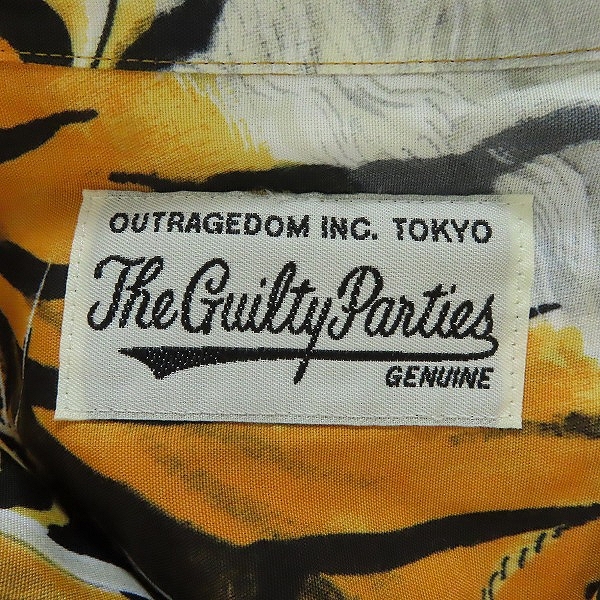 OUTRAGEDOM INC. TOKYO
The Guilty Parties
GENUINE